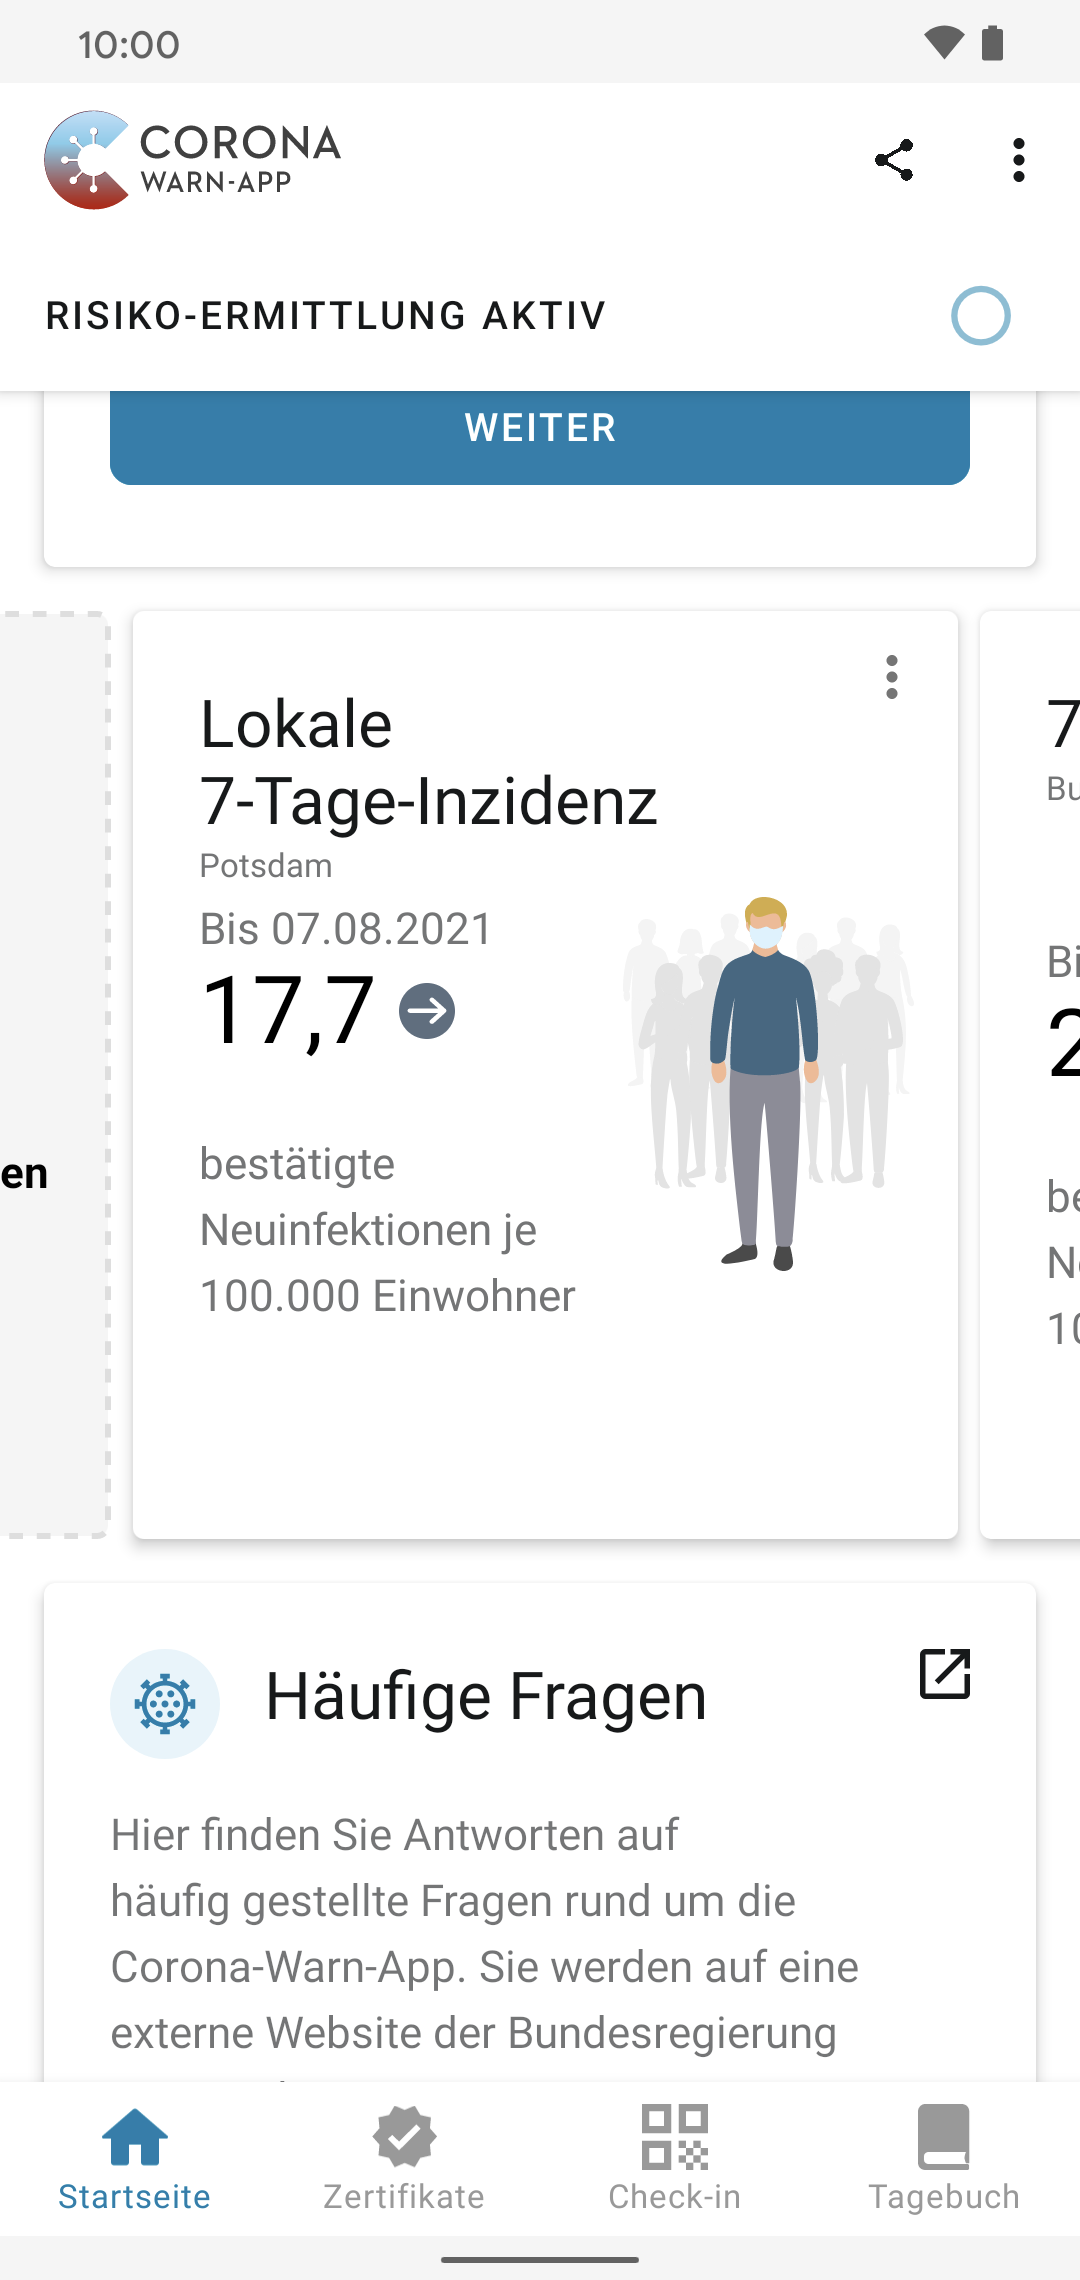 10:00
CORONA
WARN-APP
RISIKO-ERMITTLUNG AKTIV
WEITER
en
Lokale
7-Tage-Inzidenz
Potsdam
Bis 07.08.2021
17,7
bestätigte
Neuinfektionen je
100.000 Einwohner
7
Bu
Bi
2
be
Ne
10
Häufige Fragen
Hier finden Sie Antworten auf
häufig gestellte Fragen rund um die
Corona-Warn-App. Sie werden auf eine
externe Website der Bundesregierung
Startseite
Zertifikate
Check-in
Tagebuch